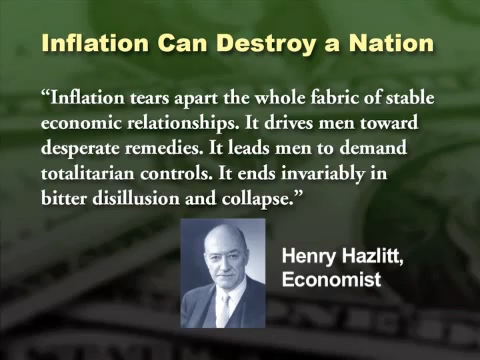 Inflation Can Destroy a Nation
“Inflation tears apart the whole fabric of stable
economic relationships. It drives men toward
desperate remedies. It leads men to demand
totalitarian controls. It ends invariably in
bitter disillusion and collapse.”
Henry Hazlitt,
Economist